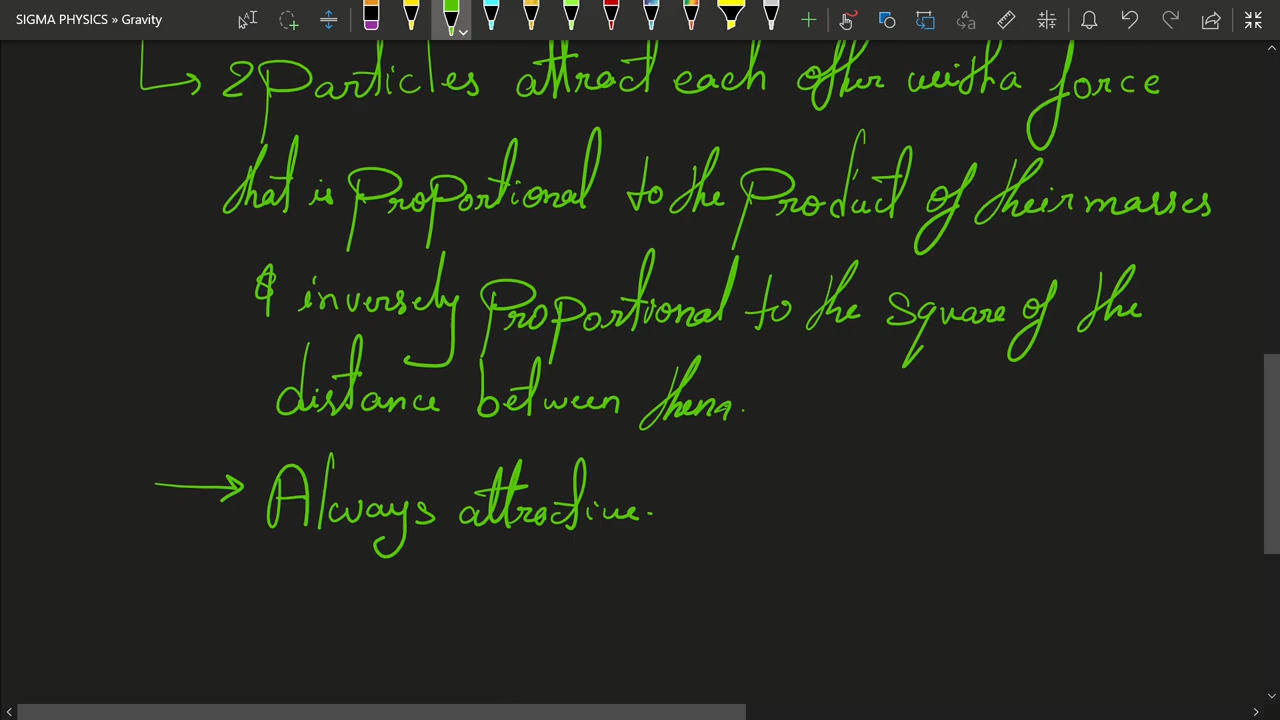 SIGMA PHYSICS » Gravity
↳ 2 Particles attract each other with a force
that is Proportional to the Product of their masses
& inversely Proportional to the square of the
distance between them.
→ Always attractive.